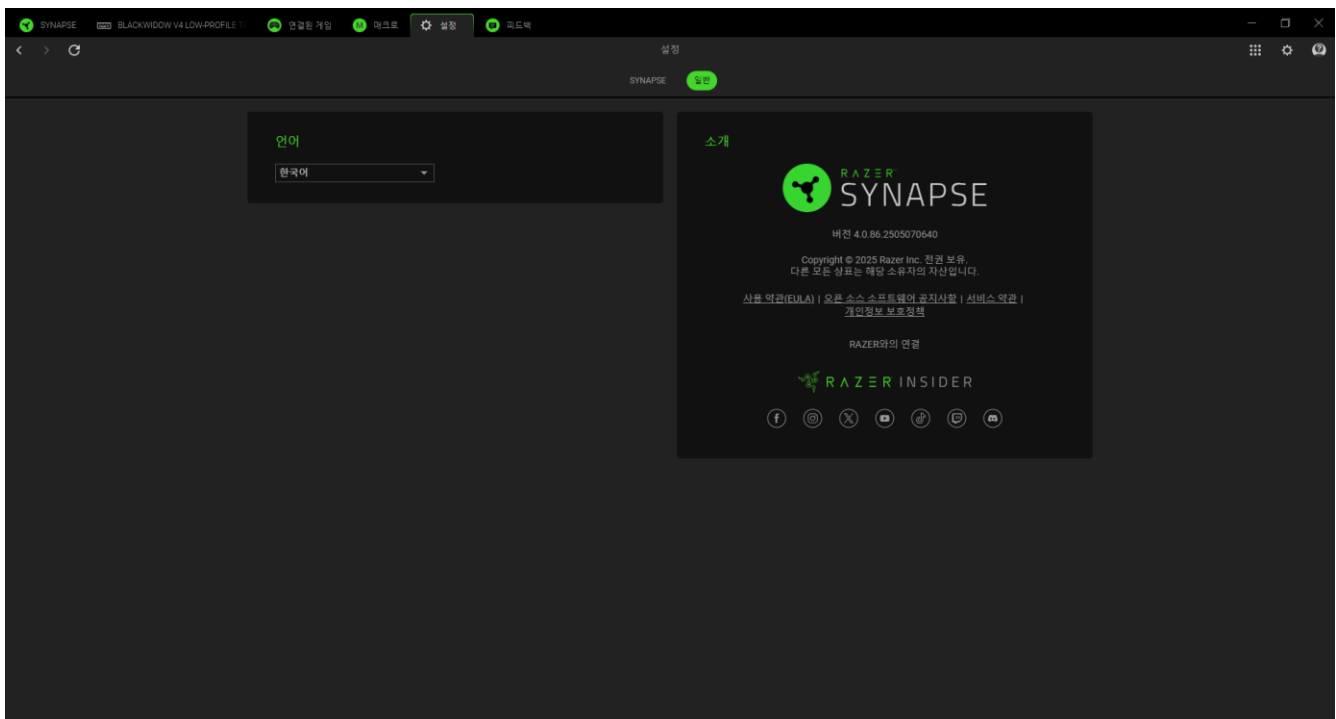 SYNAPSE
BLACKWIDOW V4 LOW-PROFILE
연결된 게임
M
매크로
설정
피드백
설정
SYNAPSE
일반
언어
한국어
소개
RAZER
SYNAPSE
버전 4.0.86.2505070640
Copyright © 2025 Razer Inc. 전권 보유.
다른 모든 상표는 해당 소유자의 자산입니다.
사용 약관(EULA) | 오픈 소스 소프트웨어 공지사항 | 서비스 약관 |
개인정보 보호정책
RAZER와의 연결
RAZER INSIDER